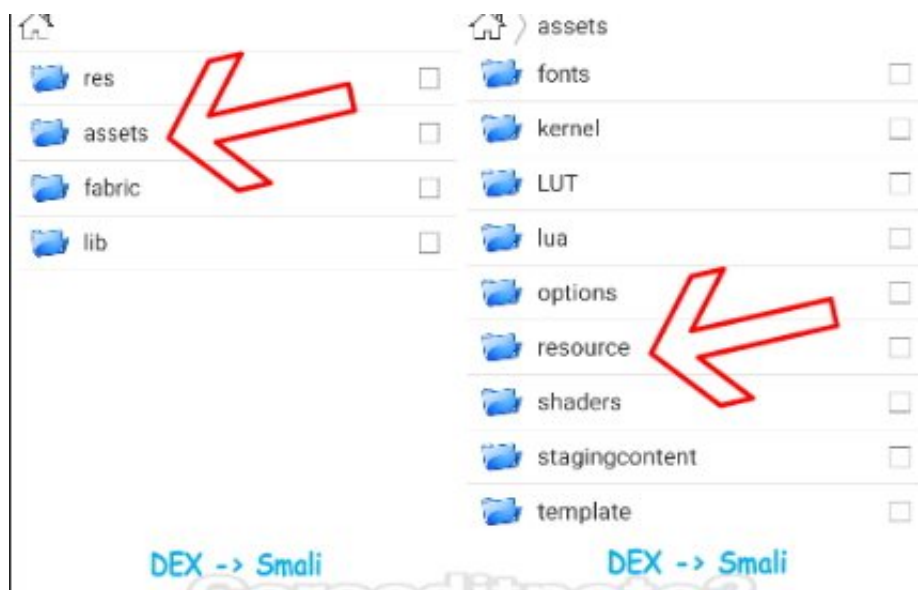 res
assets
fabric
lib
DEX -> Smali
assets
fonts
kernel
LUT
lua
options
resource
shaders
stagingcontent
template
DEX -> Smali